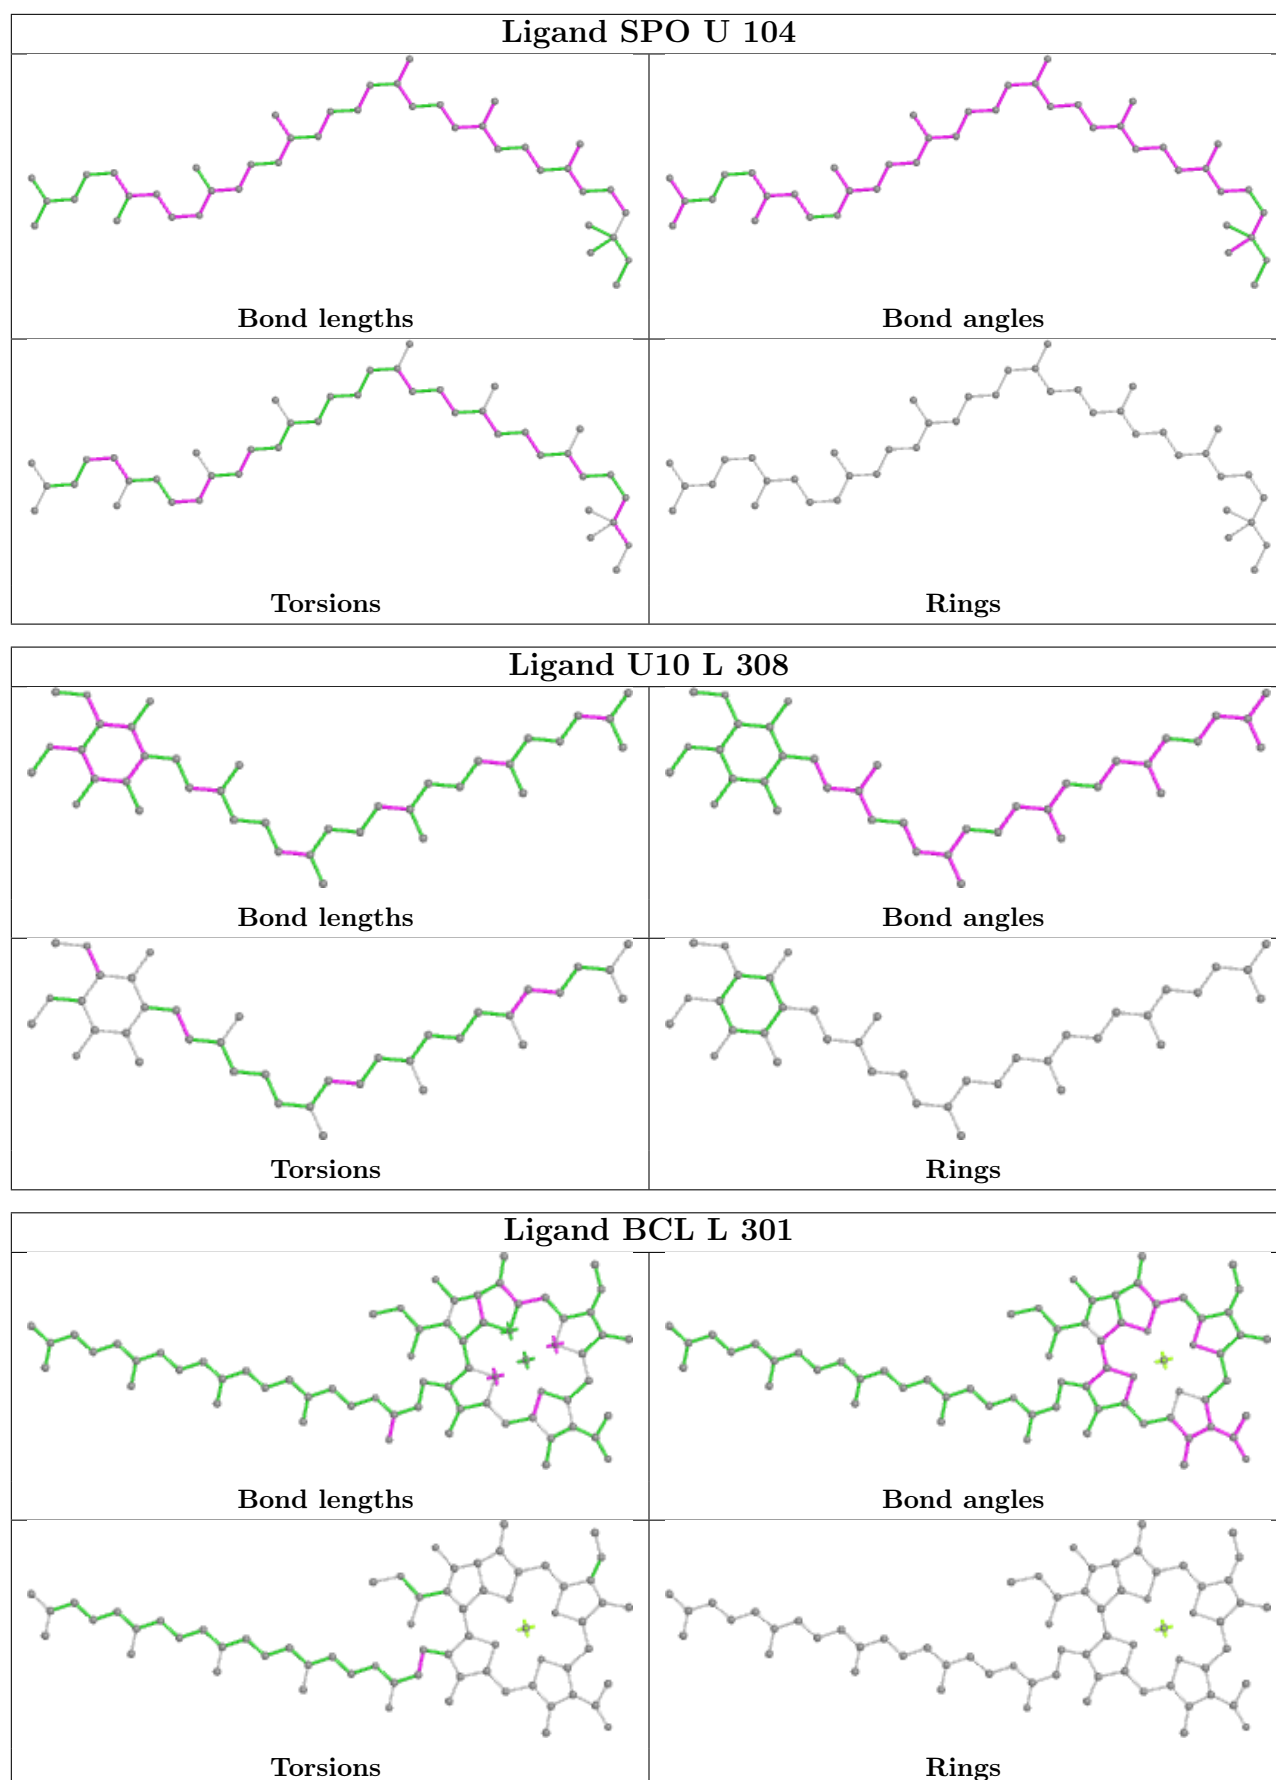 Ligand SPO U 104
Bond lengths
Bond angles
Torsions
Rings
Ligand U10 L 308
Bond lengths
Bond angles
Torsions
Rings
Ligand BCL L 301
Bond lengths
Bond angles
Torsions
Rings